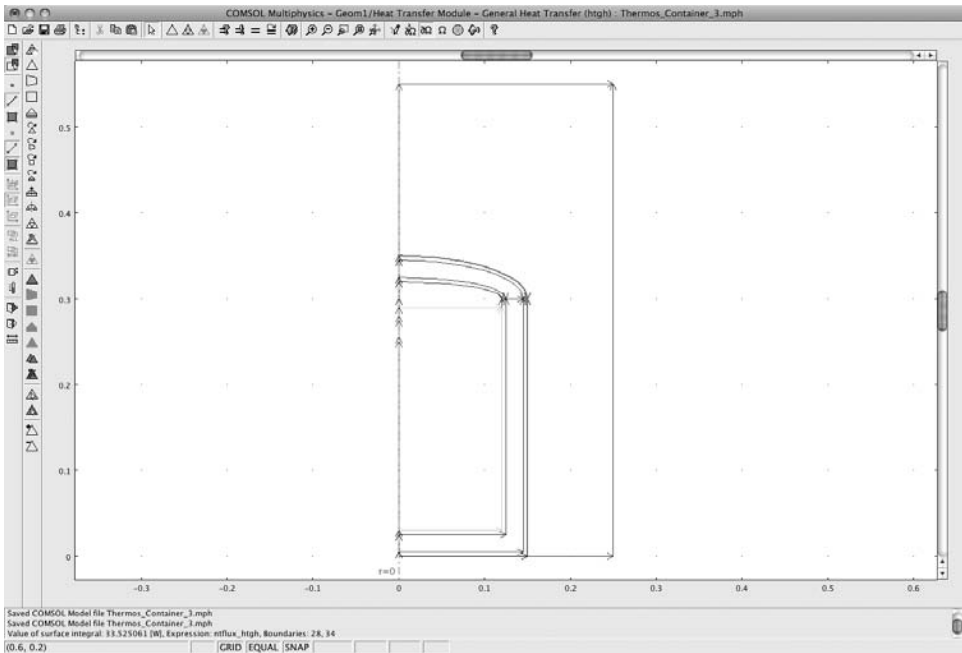 COMSOL Multiphysics - Geom1/Heat Transfer Module - General Heat Transfer (htgh) : Thermos_Container_3.mph
0.5
0.4
0.3
0.2
0.1
0
r=0
-0.3
-0.2
-0.1
0
0.1
0.2
0.3
0.4
0.5
0.6
Saved COMSOL Model file Thermos_Container_3.mph
Saved COMSOL Model file Thermos_Container_3.mph
Value of surface integral: 33.525061 [W], Expression: ntflux_htgh, Boundaries: 28, 34
(0.6, 0.2)
GRID EQUAL SNAP